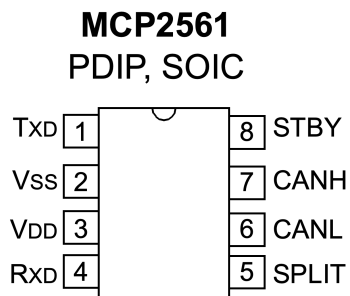 MCP2561
PDIP, SOIC
TXD 1 8 STBY
VSS 2 7 CANH
VDD 3 6 CANL
RXD 4 5 SPLIT